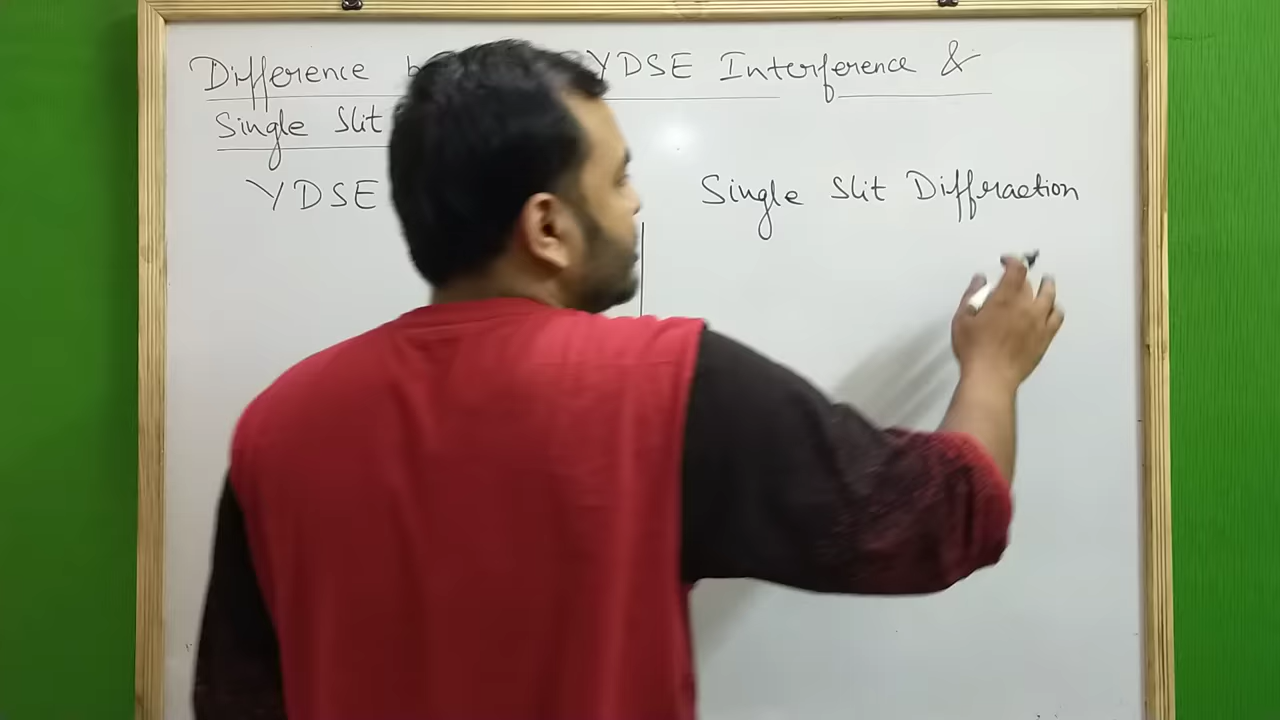 Difference YDSE Interference &
Single Slit
YDSE
Single Slit Diffraction